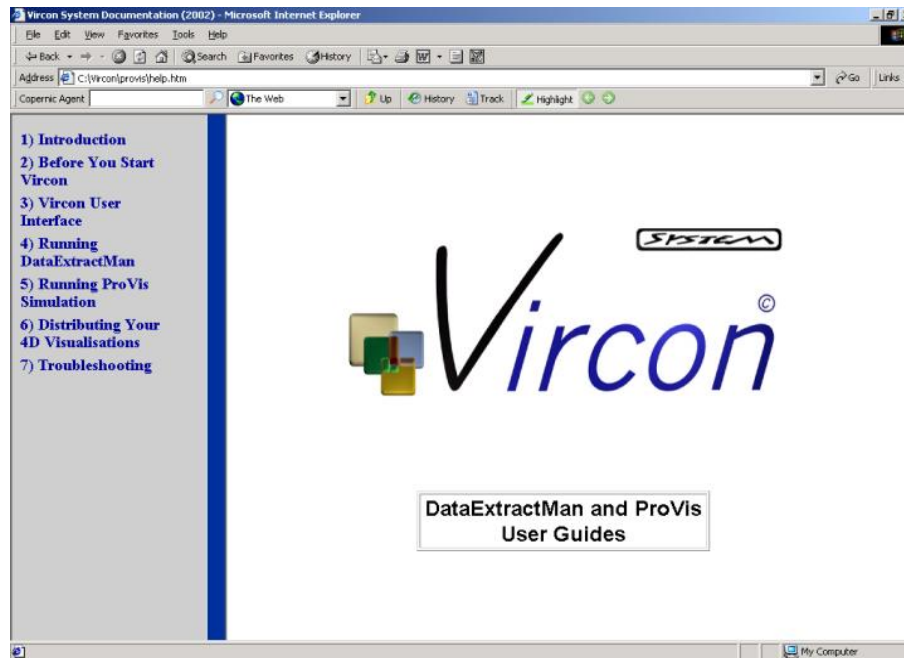 Vircon System Documentation (2002) - Microsoft Internet Explorer
File Edit View Favorites Tools Help
Back Search Favorites History
Address C:\Vircon\provis\help.htm Go Links
Copernic Agent The Web Up History Track Highlight
1) Introduction
2) Before You Start
Vircon
3) Vircon User
Interface
4) Running
DataExtractMan
5) Running ProVis
Simulation
6) Distributing Your
4D Visualisations
7) Troubleshooting
SYSTEM
Vircon ©
DataExtractMan and ProVis
User Guides
My Computer